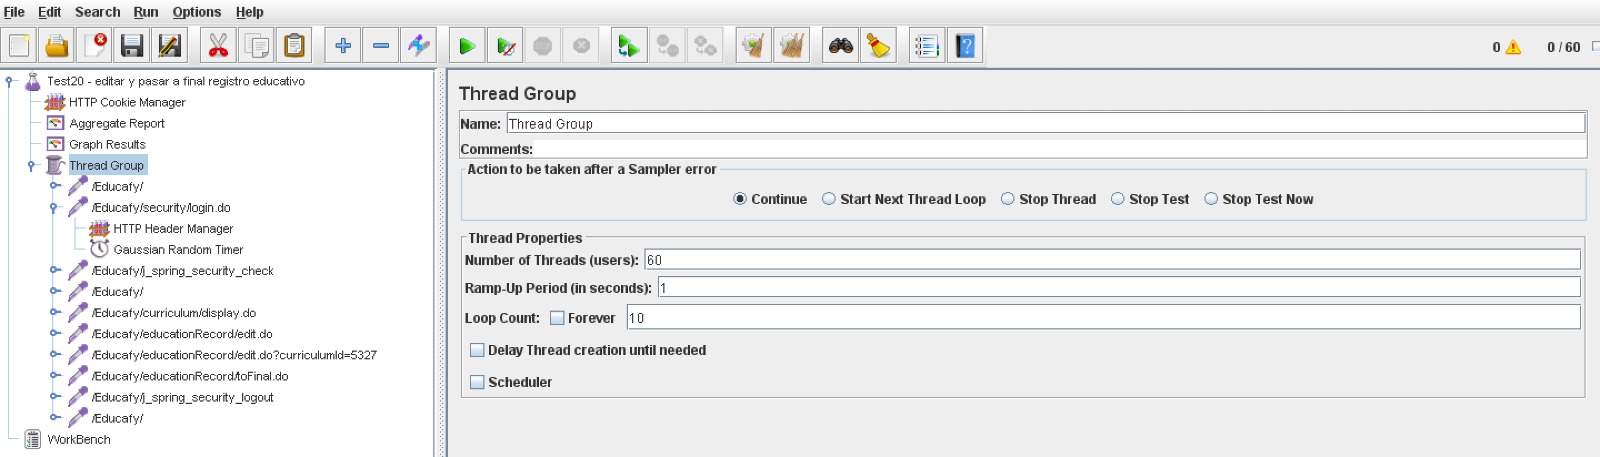 File Edit Search Run Options Help
0 0 / 60
Test20 - editar y pasar a final registro educativo
HTTP Cookie Manager
Aggregate Report
Graph Results
Thread Group
/Educafy/
/Educafy/security/login.do
HTTP Header Manager
Gaussian Random Timer
/Educafy/j_spring_security_check
/Educafy/
/Educafy/curriculum/display.do
/Educafy/educationRecord/edit.do
/Educafy/educationRecord/edit.do?curriculumId=5327
/Educafy/educationRecord/toFinal.do
/Educafy/j_spring_security_logout
/Educafy/
WorkBench
Thread Group
Name: Thread Group
Comments:
Action to be taken after a Sampler error
Continue Start Next Thread Loop Stop Thread Stop Test Stop Test Now
Thread Properties
Number of Threads (users): 60
Ramp-Up Period (in seconds): 1
Loop Count: Forever 10
Delay Thread creation until needed
Scheduler